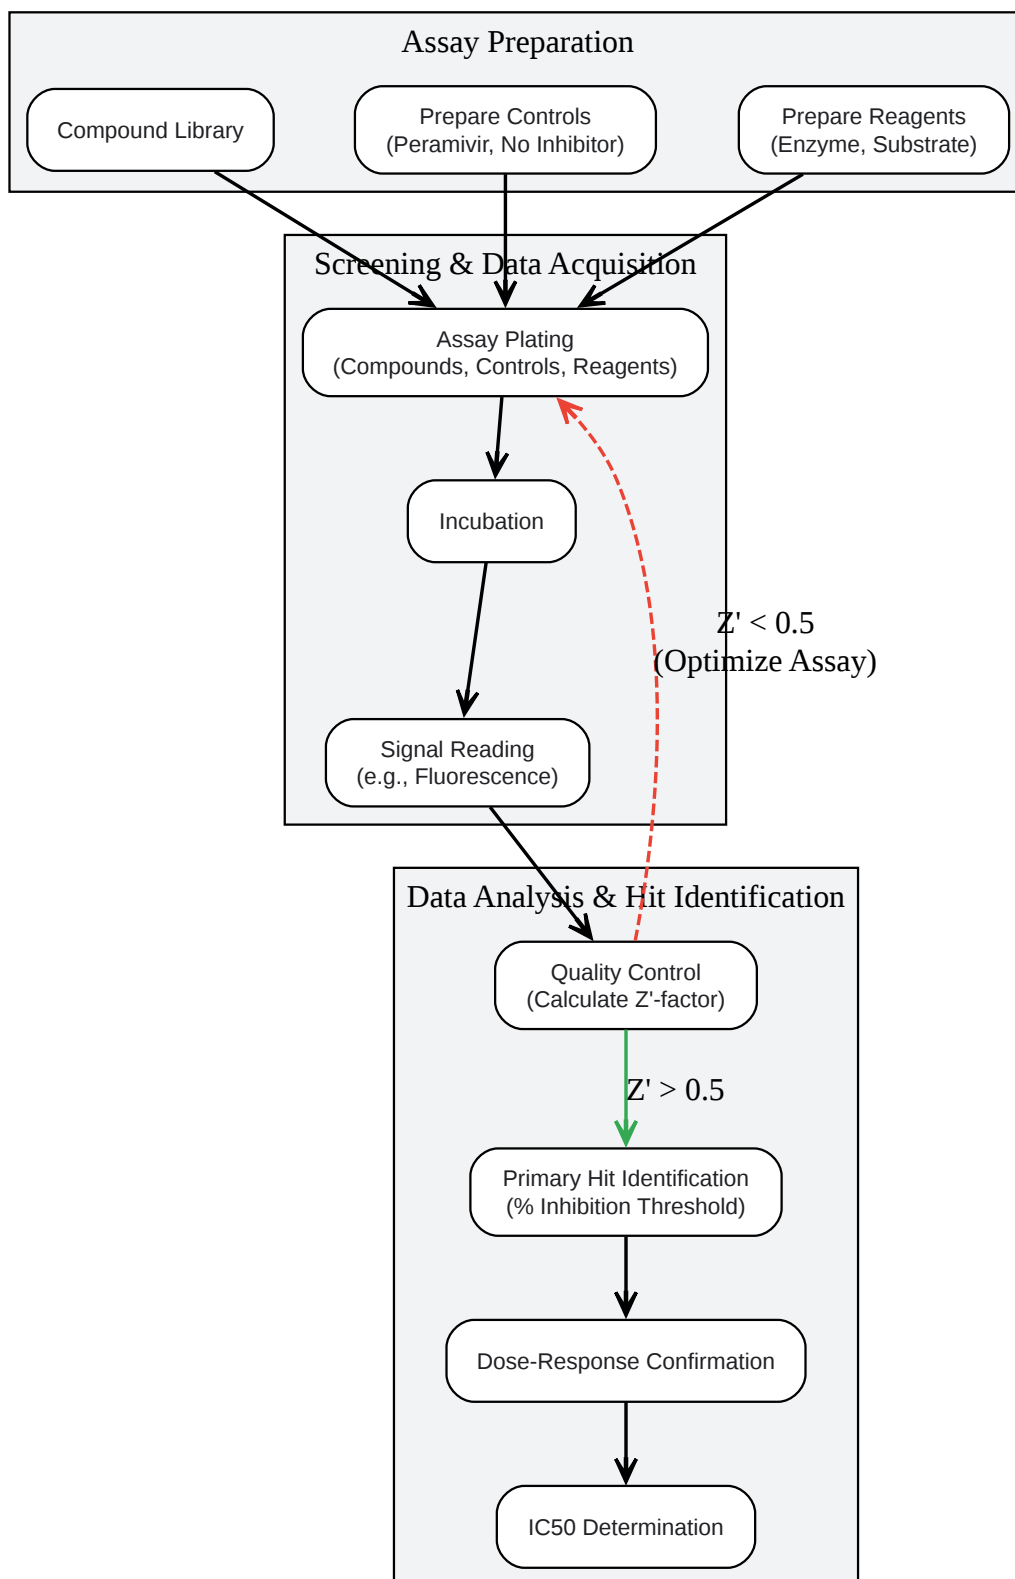 Assay Preparation
Compound Library
Prepare Controls
(Peramivir, No Inhibitor)
Prepare Reagents
(Enzyme, Substrate)
Screening & Data Acquisition
Assay Plating
(Compounds, Controls, Reagents)
Incubation
Z' < 0.5
(Optimize Assay)
Signal Reading
(e.g., Fluorescence)
Data Analysis & Hit Identification
Quality Control
(Calculate Z'-factor)
Z' > 0.5
Primary Hit Identification
(% Inhibition Threshold)
Dose-Response Confirmation
IC50 Determination